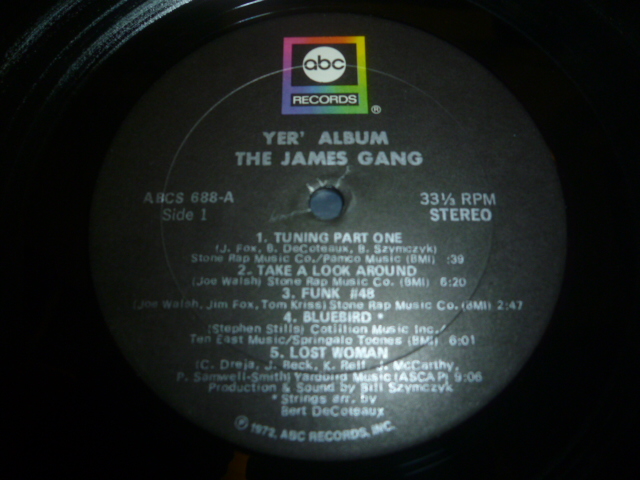 abc
RECORDS
®
YER' ALBUM
THE JAMES GANG
ABCS 688-A
Side 1
33⅓ RPM
STEREO
1. TUNING PART ONE
(J. Fox, B. DeCoteaux, B. Szymczyk)
Stone Rap Music Co./Pamco Music (BMI) :39
2. TAKE A LOOK AROUND
(Joe Walsh) Stone Rap Music Co. (BMI) 6:20
3. FUNK #48
(Joe Walsh, Jim Fox, Tom Kriss) Stone Rap Music Co. (BMI) 2:47
4. BLUEBIRD *
(Stephen Stills) Cotillion Music Inc./
Ten East Music/Springalo Toones (BMI) 6:01
5. LOST WOMAN
(C. Dreja, J. Beck, K. Relf, J. McCarthy,
P. Samwell-Smith) Yardbird Music (ASCAP) 9:06
Production & Sound by Bill Szymczyk
* Strings arr. by
Bert DeCoteaux
℗ 1972, ABC RECORDS, INC.